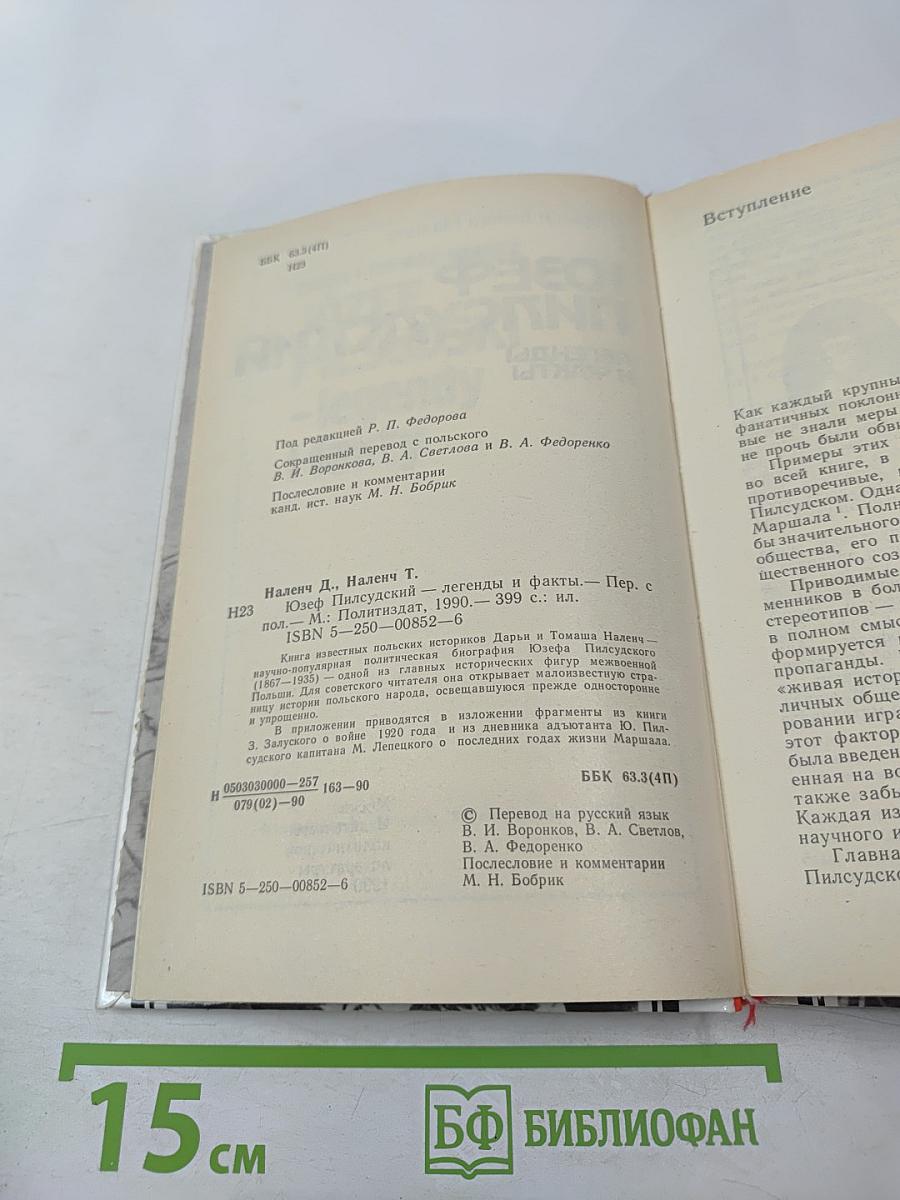 ББК 63.3(4П)
Н23
Под редакцией Р. П. Федорова
Сокращенный перевод с польского
В. И. Воронкова, В. А. Светлова и В. А. Федоренко
Послесловие и комментарии
канд. ист. наук М. Н. Бобрик
Наленч Д., Наленч Т.
Н23 Юзеф Пилсудский — легенды и факты.— Пер. с
пол.— М.: Политиздат, 1990.— 399 с.: ил.
ISBN 5—250—00852—6
Книга известных польских историков Дарьи и Томаша Наленч —
научно-популярная политическая биография Юзефа Пилсудского
(1867—1935) — одной из главных исторических фигур межвоенной
Польши. Для советского читателя она открывает малоизвестную стра-
ницу истории польского народа, освещавшуюся прежде односторонне
и упрощенно.
В приложении приводятся в изложении фрагменты из книги
З. Залуского о войне 1920 года и из дневника адъютанта Ю. Пил-
судского капитана М. Лепецкого о последних годах жизни Маршала.
Н 0503030000—257 163—90
079(02)—90
ББК 63.3(4П)
© Перевод на русский язык
В. И. Воронков, В. А. Светлов,
В. А. Федоренко
Послесловие и комментарии
М. Н. Бобрик
ISBN 5—250—00852—6
Вступление
Как каждый крупны
фанатичных поклонн
вые не знали меры
не прочь были обви
Примеры этих
во всей книге, в
противоречивые,
Пилсудском. Одна
Маршала 1. Полн
бы значительного
общества, его п
щественного соз
Приводимые
менников в бол
стереотипов —
в полном смыс
формируется
пропаганды.
«живая истор
личных обще
ровании игра
этот фактор
была введен
енная на во
также забы
Каждая из
научного и
Главна
Пилсудско
15 см
БФ БИБЛИОФАН